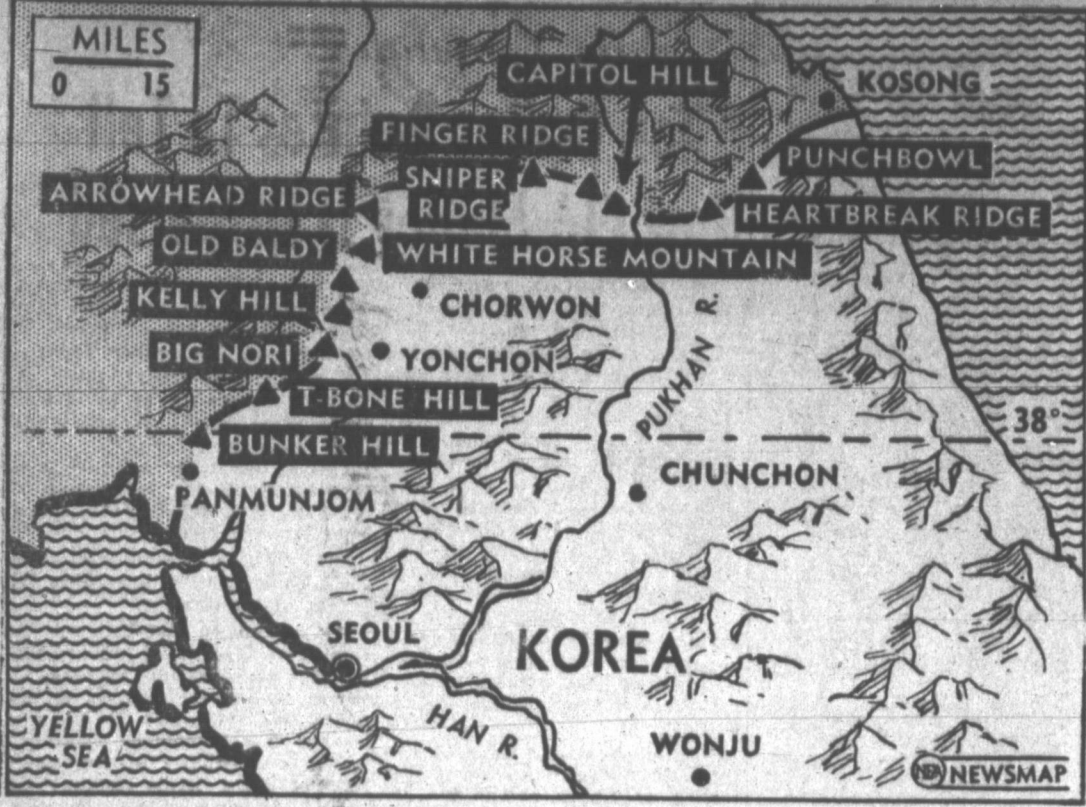 MILES
0 15
CAPITOL HILL
KOSONG
FINGER RIDGE
PUNCHBOWL
SNIPER
RIDGE
ARROWHEAD RIDGE
HEARTBREAK RIDGE
OLD BALDY
WHITE HORSE MOUNTAIN
KELLY HILL
CHORWON
PUKHAN R.
BIG NORI
YONCHON
T-BONE HILL
38°
BUNKER HILL
CHUNCHON
PANMUNJOM
SEOUL
KOREA
HAN R.
YELLOW
SEA
WONJU
NEA NEWSMAP